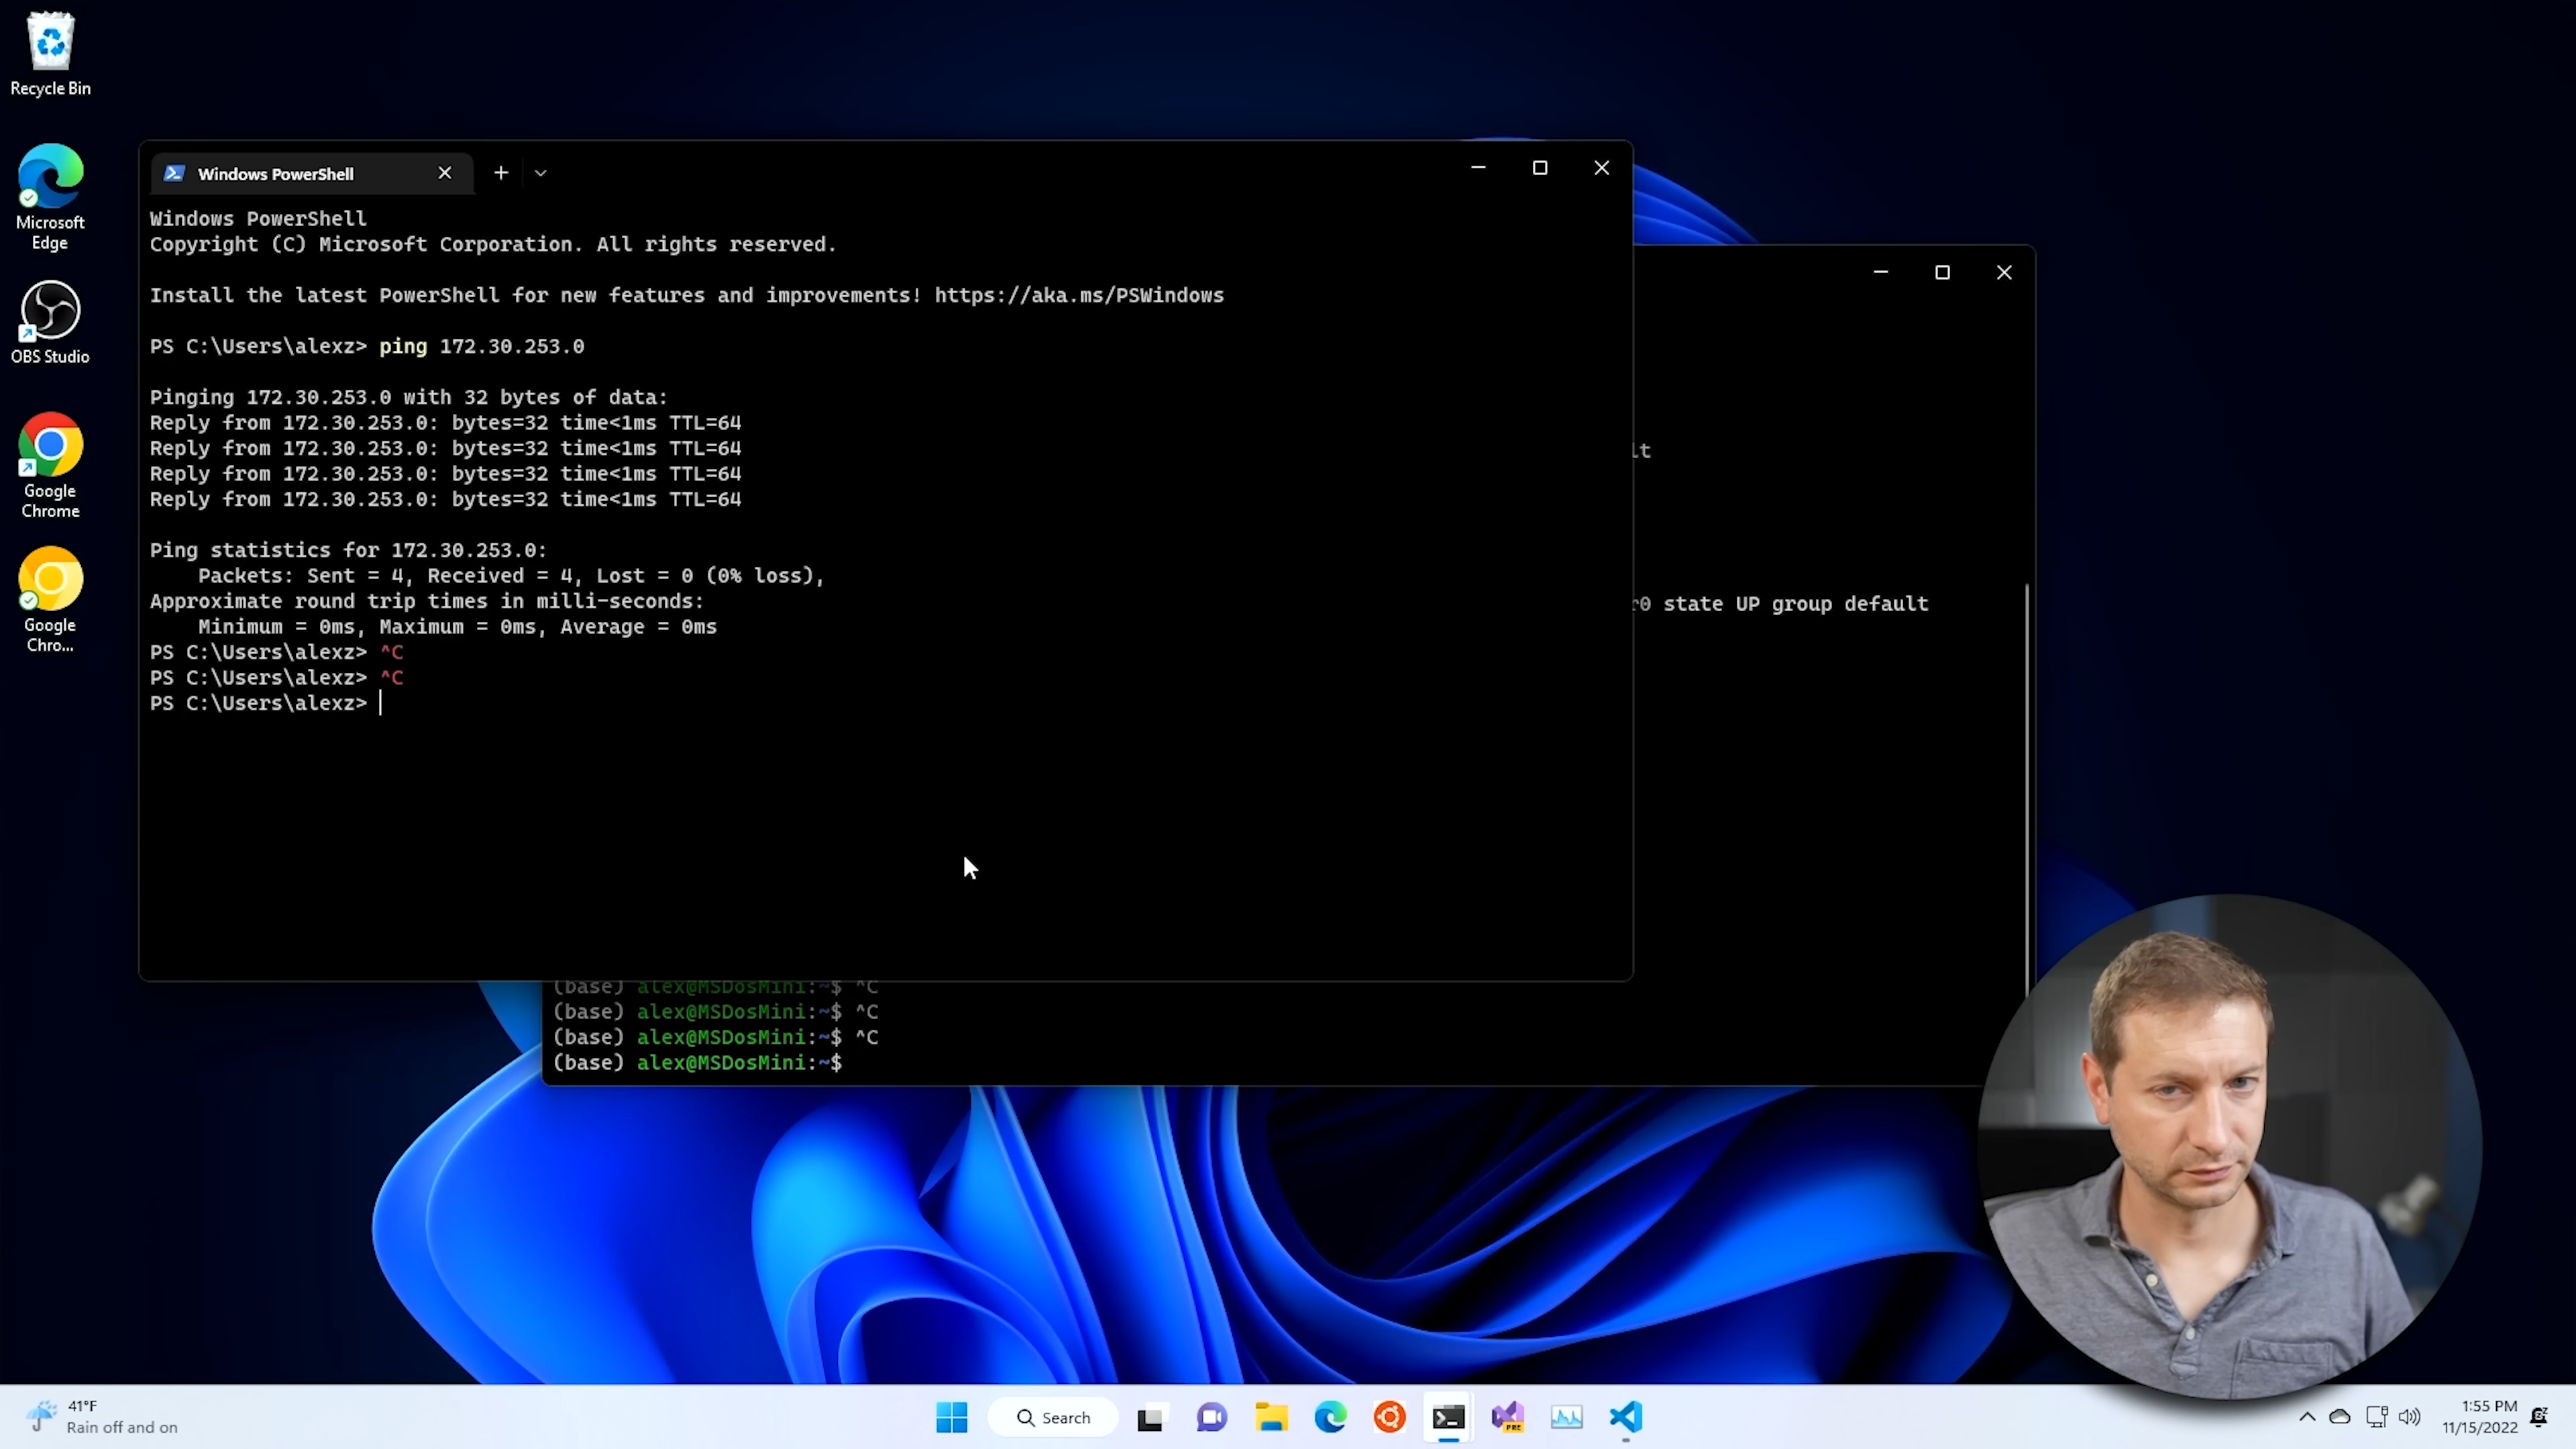 Recycle Bin
Microsoft
Edge
OBS Studio
Google
Chrome
Google
Chro...
Windows PowerShell
Windows PowerShell
Copyright (C) Microsoft Corporation. All rights reserved.
Install the latest PowerShell for new features and improvements! https://aka.ms/PSWindows
PS C:\Users\alexz> ping 172.30.253.0
Pinging 172.30.253.0 with 32 bytes of data:
Reply from 172.30.253.0: bytes=32 time<1ms TTL=64
Reply from 172.30.253.0: bytes=32 time<1ms TTL=64
Reply from 172.30.253.0: bytes=32 time<1ms TTL=64
Reply from 172.30.253.0: bytes=32 time<1ms TTL=64
Ping statistics for 172.30.253.0:
Packets: Sent = 4, Received = 4, Lost = 0 (0% loss),
Approximate round trip times in milli-seconds:
Minimum = 0ms, Maximum = 0ms, Average = 0ms
PS C:\Users\alexz> ^C
PS C:\Users\alexz> ^C
PS C:\Users\alexz>
lt
r0 state UP group default
(base) alex@MSDosMini:~$ ^C
(base) alex@MSDosMini:~$ ^C
(base) alex@MSDosMini:~$ ^C
(base) alex@MSDosMini:~$
41°F
Rain off and on
Search
PRE
1:55 PM
11/15/2022